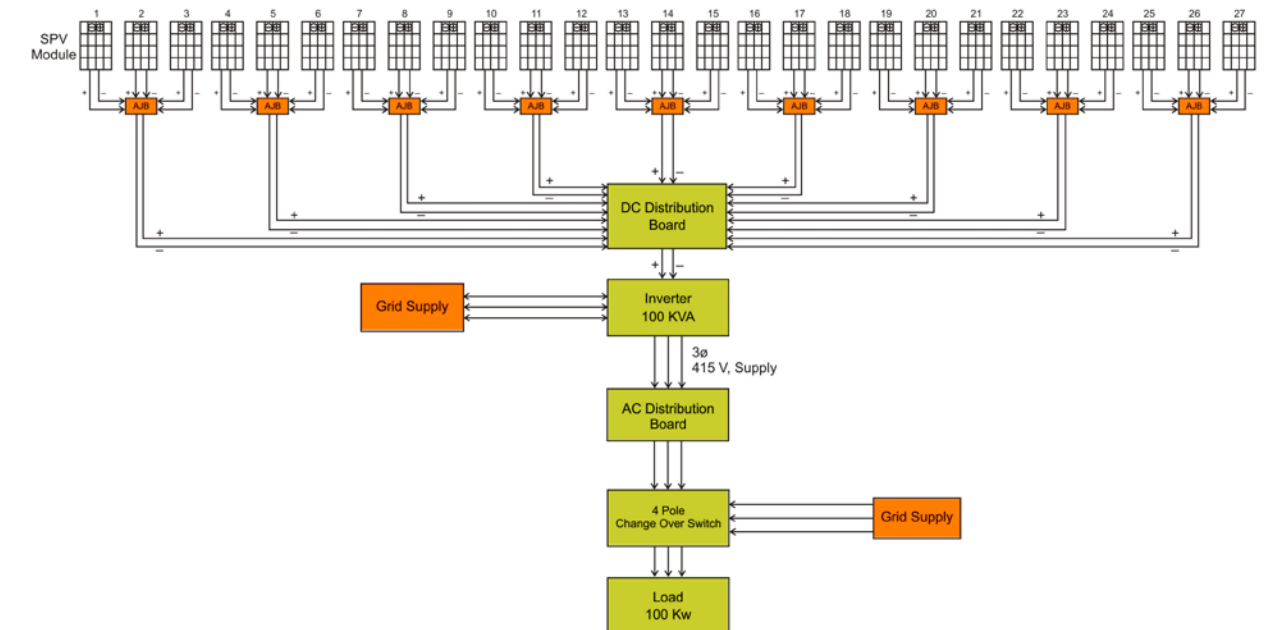 1 2 3 4 5 6 7 8 9 10 11 12 13 14 15 16 17 18 19 20 21 22 23 24 25 26 27
SPV
Module
+ − + − + − + − + − + − + − + − + − + − + − + − + − + − + − + − + − + − + − + − + − + − + − + − + − + − + −
AJB AJB AJB AJB AJB AJB AJB AJB AJB
+ −
+ +
− −
+ +
− −
+ +
− −
+ +
− −
DC Distribution
Board
+ −
Inverter
100 KVA
Grid Supply
3ø
415 V, Supply
AC Distribution
Board
4 Pole
Change Over Switch
Grid Supply
Load
100 Kw